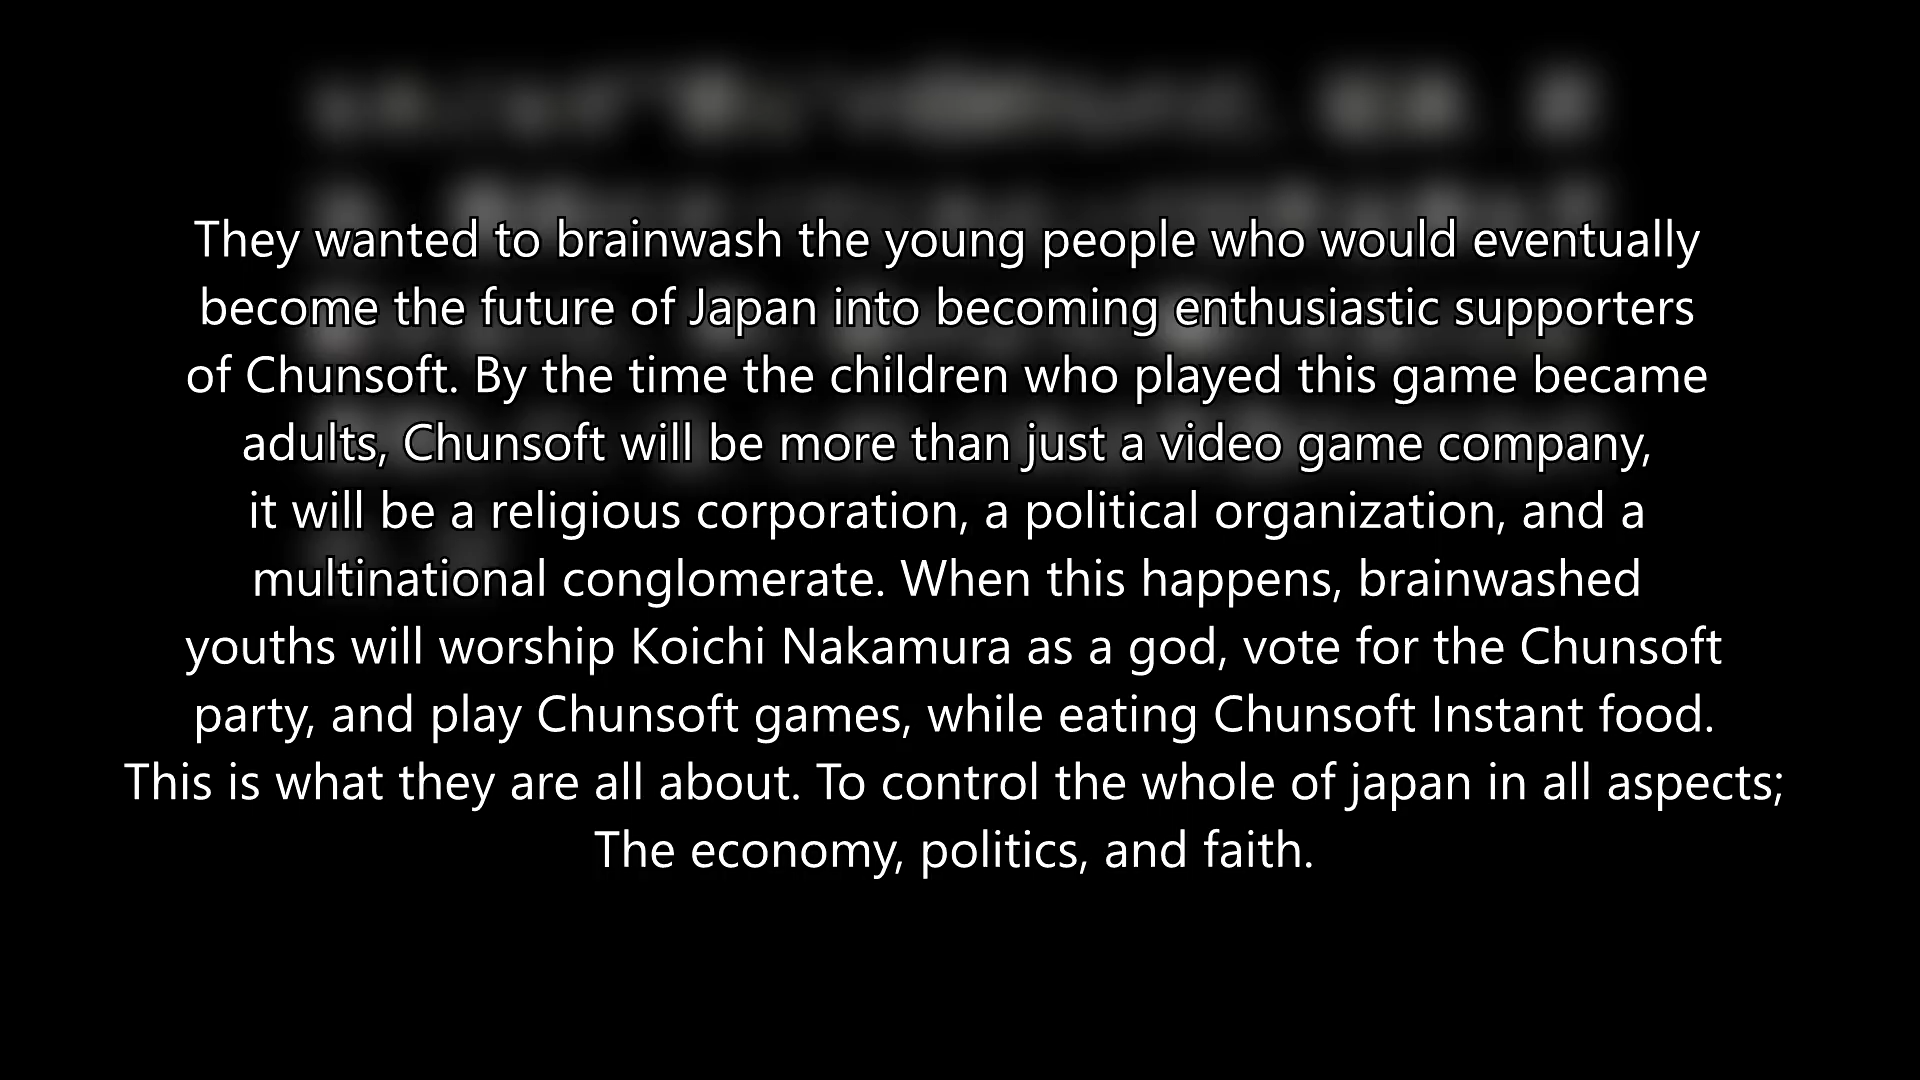 They wanted to brainwash the young people who would eventually
become the future of Japan into becoming enthusiastic supporters
of Chunsoft. By the time the children who played this game became
adults, Chunsoft will be more than just a video game company,
it will be a religious corporation, a political organization, and a
multinational conglomerate. When this happens, brainwashed
youths will worship Koichi Nakamura as a god, vote for the Chunsoft
party, and play Chunsoft games, while eating Chunsoft Instant food.
This is what they are all about. To control the whole of japan in all aspects;
The economy, politics, and faith.